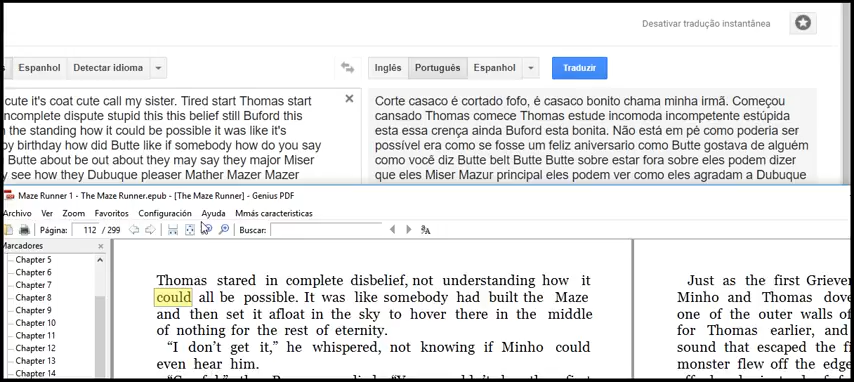 Desativar tradução instantânea
Espanhol Detectar idioma
Inglês Português Espanhol Traduzir
cute it's coat cute call my sister. Tired start Thomas start
incomplete dispute stupid this this belief still Buford this
n the standing how it could be possible it was like it's
by birthday how did Butte like if somebody how do you say
Butte about be out about they may say they major Miser
y see how they Dubuque pleaser Mather Mazer Mazer
Corte casaco é cortado fofo, é casaco bonito chama minha irmã. Começou
cansado Thomas comece Thomas estude incomoda incompetente estúpida
esta essa crença ainda Buford esta bonita. Não está em pé como poderia ser
possível era como se fosse um feliz aniversario como Butte gostava de alguém
como você diz Butte belt Butte Butte sobre estar fora sobre eles podem dizer
que eles Miser Mazur principal eles podem ver como eles agradam a Dubuque
Maze Runner 1 - The Maze Runner.epub - [The Maze Runner] - Genius PDF
Archivo Ver Zoom Favoritos Configuración Ayuda Mmás características
Página: 112 / 299 Buscar:
Marcadores
Chapter 5
Chapter 6
Chapter 7
Chapter 8
Chapter 9
Chapter 10
Chapter 11
Chapter 12
Chapter 13
Chapter 14
Thomas stared in complete disbelief, not understanding how it
could all be possible. It was like somebody had built the Maze
and then set it afloat in the sky to hover there in the middle
of nothing for the rest of eternity.
“I don’t get it,” he whispered, not knowing if Minho could
even hear him.
Just as the first Griever
Minho and Thomas dove
one of the outer walls of
for Thomas earlier, and
sound that escaped the fi
monster flew off the edge